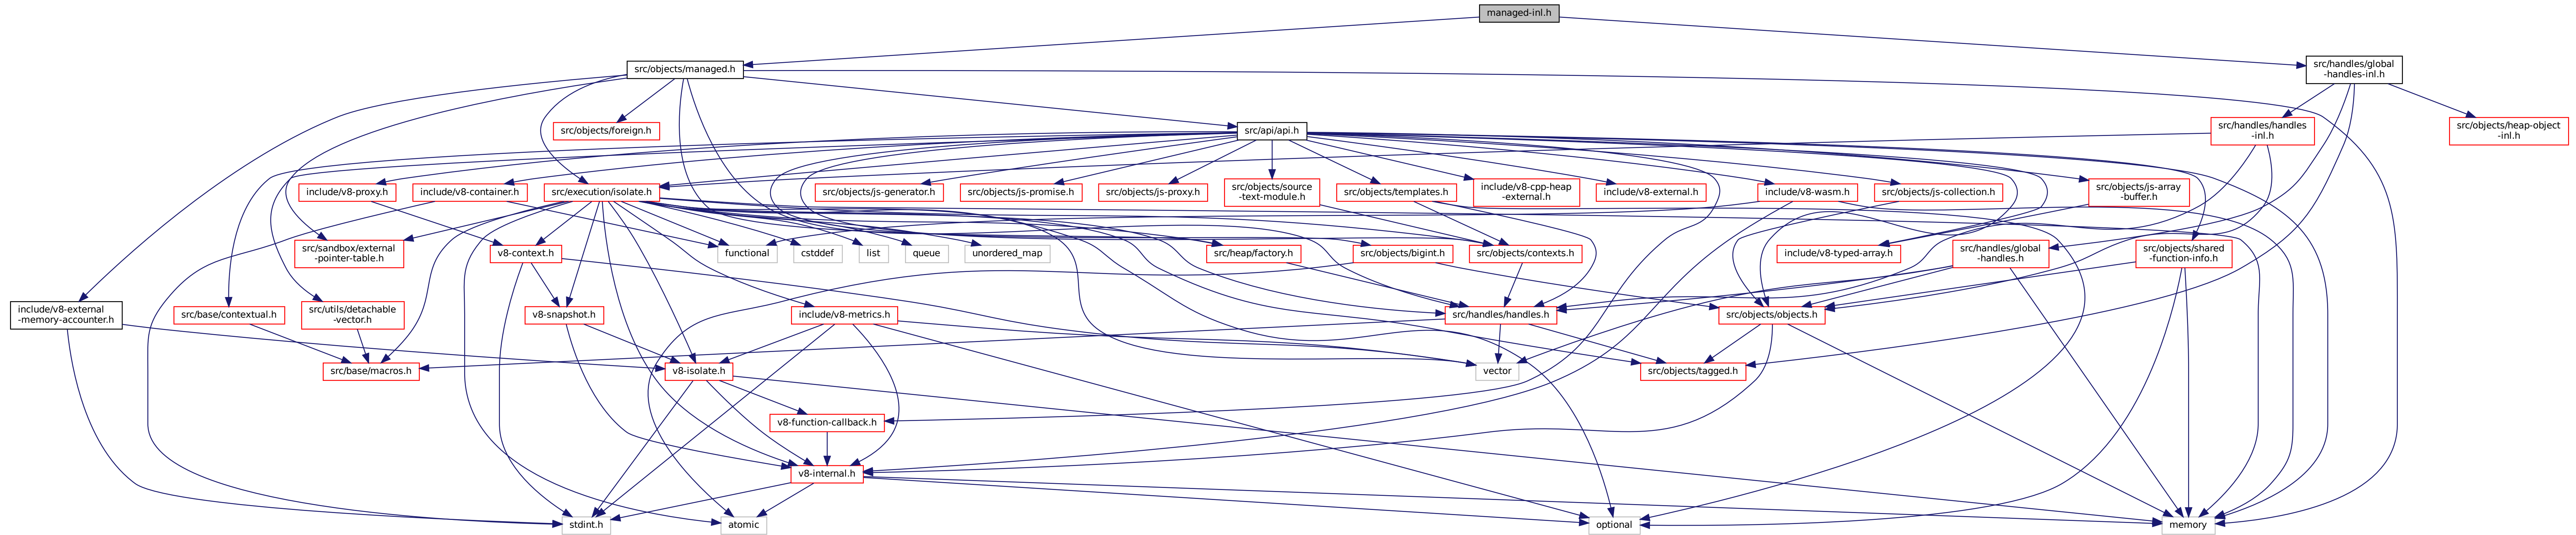 managed-inl.h
src/objects/managed.h
src/handles/global
-handles-inl.h
src/objects/foreign.h
src/api/api.h
src/handles/handles
-inl.h
src/objects/heap-object
-inl.h
include/v8-proxy.h
include/v8-container.h
src/execution/isolate.h
src/objects/js-generator.h
src/objects/js-promise.h
src/objects/js-proxy.h
src/objects/source
-text-module.h
src/objects/templates.h
include/v8-cpp-heap
-external.h
include/v8-external.h
include/v8-wasm.h
src/objects/js-collection.h
src/objects/js-array
-buffer.h
src/sandbox/external
-pointer-table.h
v8-context.h
functional
cstddef
list
queue
unordered_map
src/heap/factory.h
src/objects/bigint.h
src/objects/contexts.h
include/v8-typed-array.h
src/handles/global
-handles.h
src/objects/shared
-function-info.h
include/v8-external
-memory-accounter.h
src/base/contextual.h
src/utils/detachable
-vector.h
v8-snapshot.h
include/v8-metrics.h
src/handles/handles.h
src/objects/objects.h
src/base/macros.h
v8-isolate.h
vector
src/objects/tagged.h
v8-function-callback.h
v8-internal.h
stdint.h
atomic
optional
memory